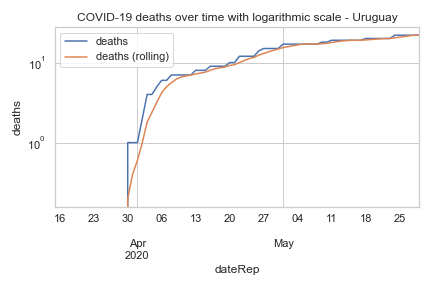 COVID-19 deaths over time with logarithmic scale - Uruguay
deaths
deaths (rolling)
10¹
10⁰
deaths
16 23 30 06 13 20 27 04 11 18 25
Apr May
2020
dateRep